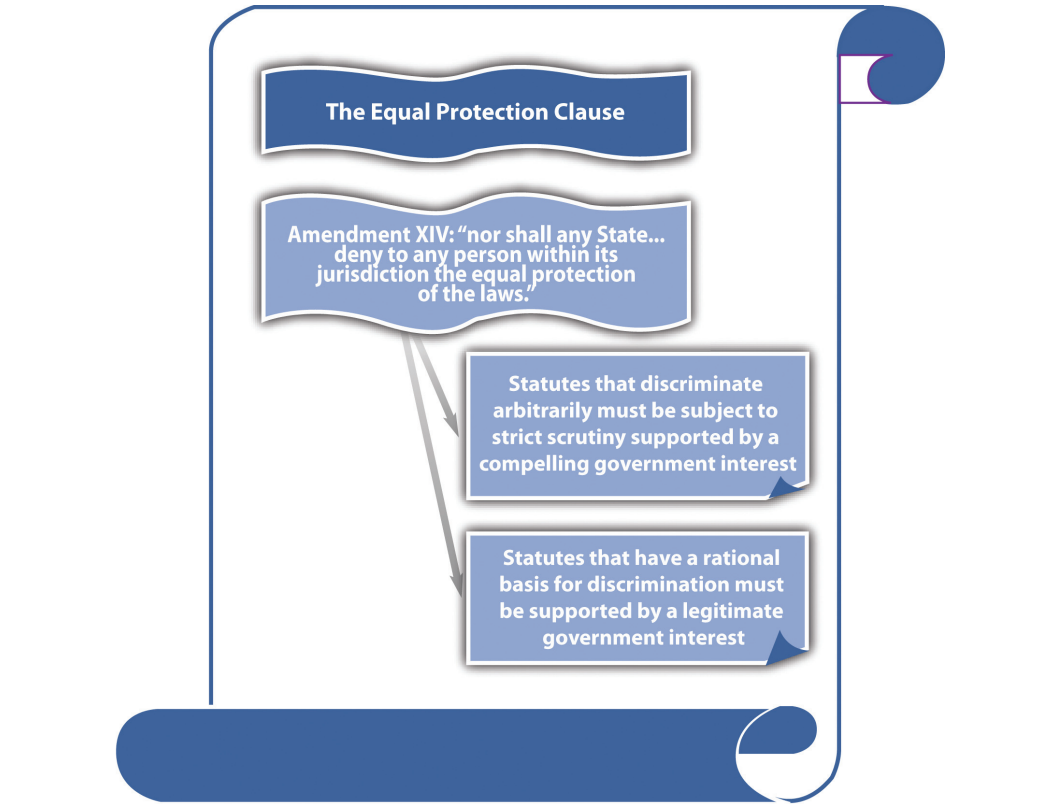 The Equal Protection Clause
Amendment XIV: “nor shall any State...
deny to any person within its
jurisdiction the equal protection
of the laws.”
Statutes that discriminate
arbitrarily must be subject to
strict scrutiny supported by a
compelling government interest
Statutes that have a rational
basis for discrimination must
be supported by a legitimate
government interest